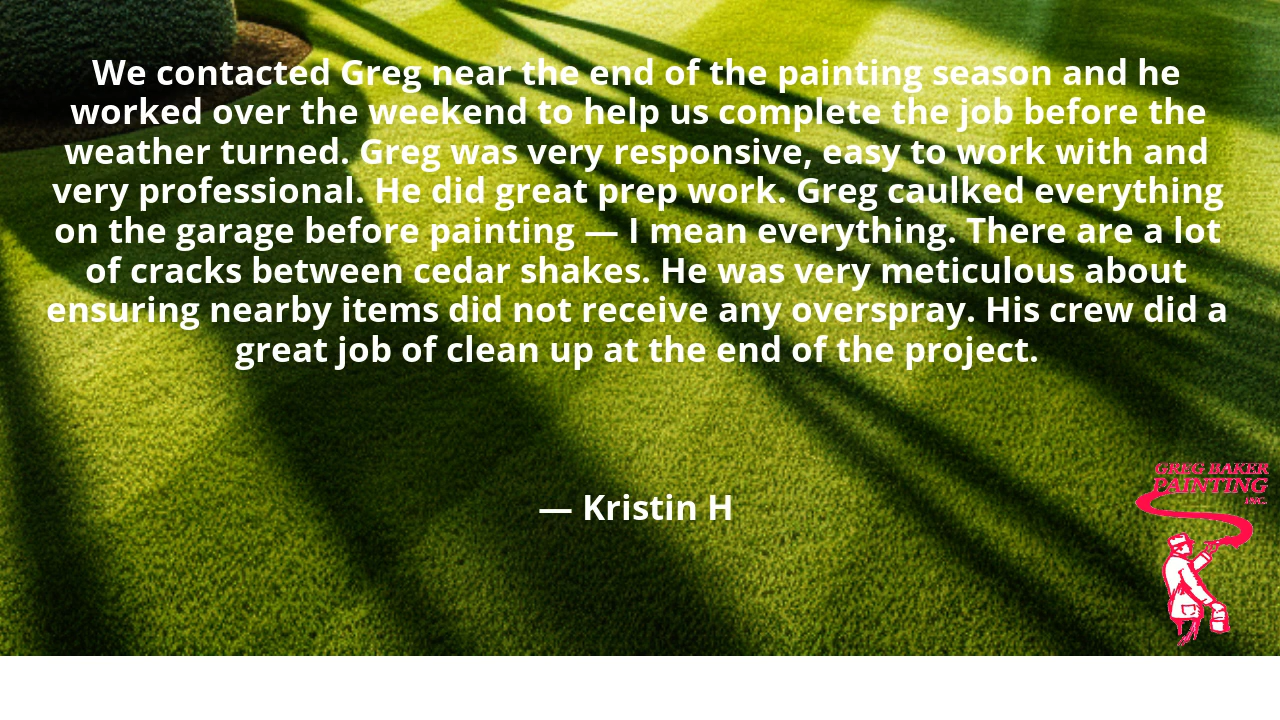 We contacted Greg near the end of the painting season and he
worked over the weekend to help us complete the job before the
weather turned. Greg was very responsive, easy to work with and
very professional. He did great prep work. Greg caulked everything
on the garage before painting — I mean everything. There are a lot
of cracks between cedar shakes. He was very meticulous about
ensuring nearby items did not receive any overspray. His crew did a
great job of clean up at the end of the project.
— Kristin H
GREG BAKER
PAINTING
INC.